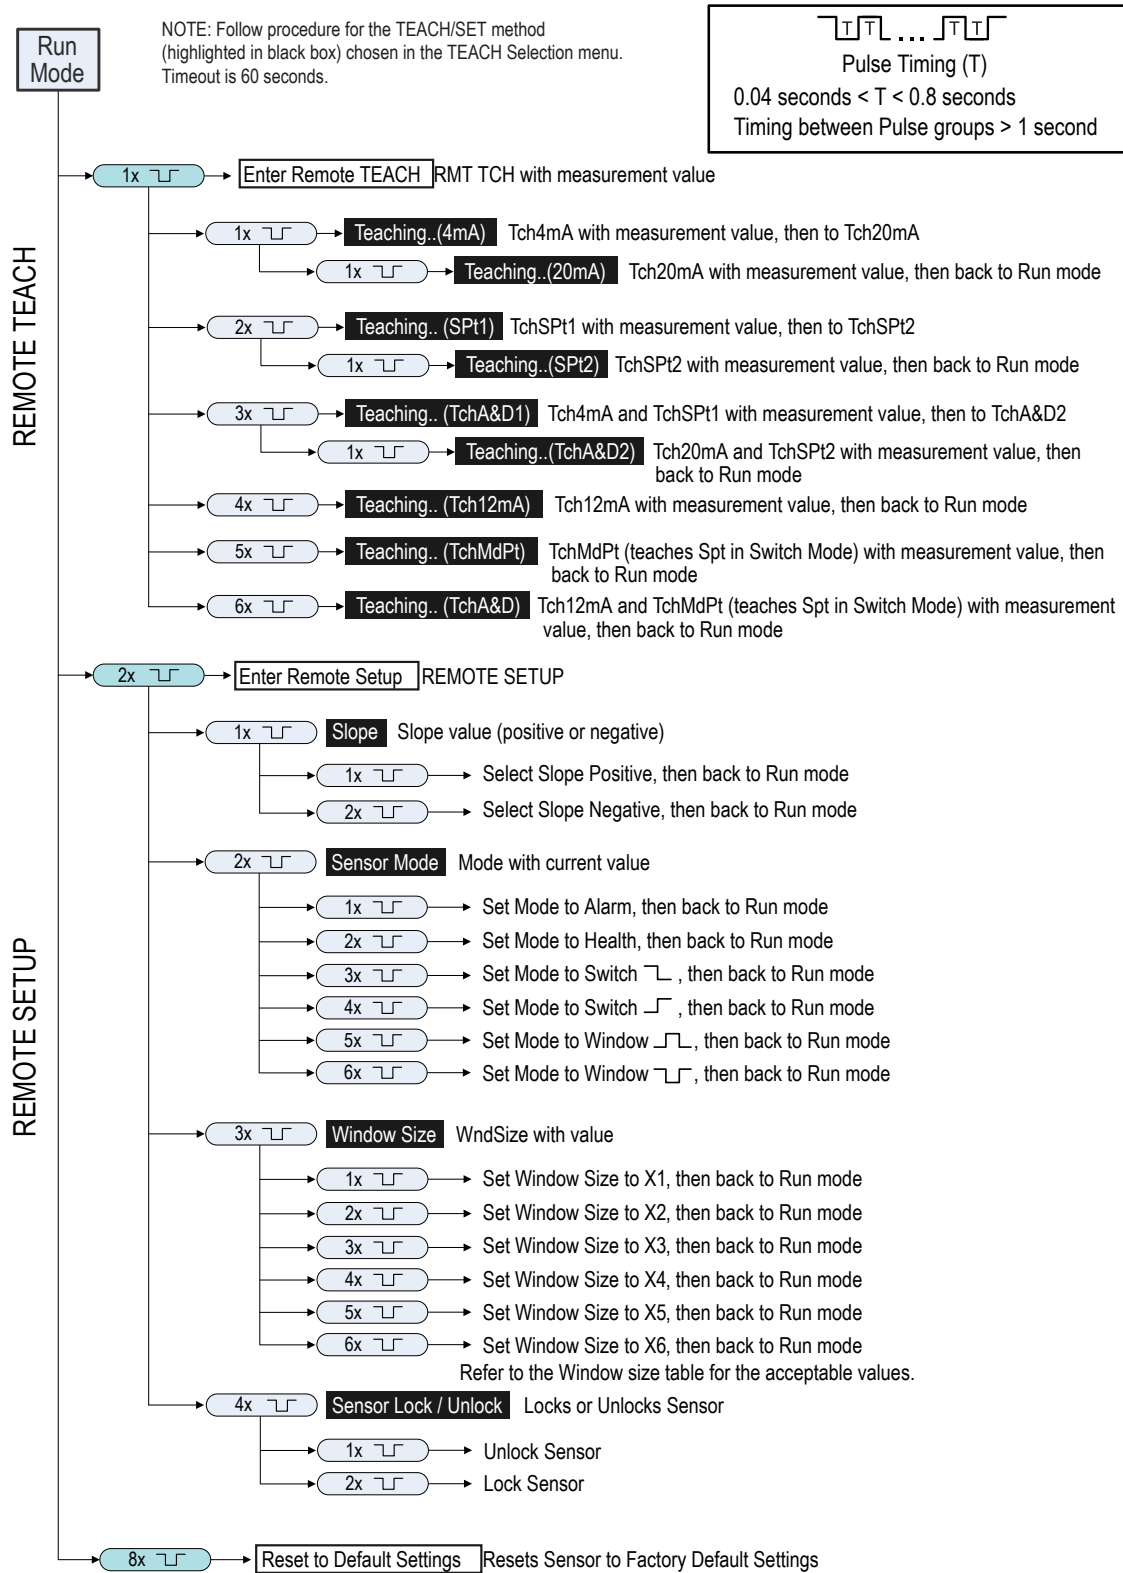 Run
Mode
NOTE: Follow procedure for the TEACH/SET method
(highlighted in black box) chosen in the TEACH Selection menu.
Timeout is 60 seconds.
T T ... T T
Pulse Timing (T)
0.04 seconds < T < 0.8 seconds
Timing between Pulse groups > 1 second
REMOTE TEACH
1x Enter Remote TEACH RMT TCH with measurement value
1x Teaching..(4mA) Tch4mA with measurement value, then to Tch20mA
1x Teaching..(20mA) Tch20mA with measurement value, then back to Run mode
2x Teaching.. (SPt1) TchSPt1 with measurement value, then to TchSPt2
1x Teaching..(SPt2) TchSPt2 with measurement value, then back to Run mode
3x Teaching.. (TchA&D1) Tch4mA and TchSPt1 with measurement value, then to TchA&D2
1x Teaching..(TchA&D2) Tch20mA and TchSPt2 with measurement value, then
back to Run mode
4x Teaching.. (Tch12mA) Tch12mA with measurement value, then back to Run mode
5x Teaching.. (TchMdPt) TchMdPt (teaches Spt in Switch Mode) with measurement value, then
back to Run mode
6x Teaching.. (TchA&D) Tch12mA and TchMdPt (teaches Spt in Switch Mode) with measurement
value, then back to Run mode
REMOTE SETUP
2x Enter Remote Setup REMOTE SETUP
1x Slope Slope value (positive or negative)
1x Select Slope Positive, then back to Run mode
2x Select Slope Negative, then back to Run mode
2x Sensor Mode Mode with current value
1x Set Mode to Alarm, then back to Run mode
2x Set Mode to Health, then back to Run mode
3x Set Mode to Switch , then back to Run mode
4x Set Mode to Switch , then back to Run mode
5x Set Mode to Window , then back to Run mode
6x Set Mode to Window , then back to Run mode
3x Window Size WndSize with value
1x Set Window Size to X1, then back to Run mode
2x Set Window Size to X2, then back to Run mode
3x Set Window Size to X3, then back to Run mode
4x Set Window Size to X4, then back to Run mode
5x Set Window Size to X5, then back to Run mode
6x Set Window Size to X6, then back to Run mode
Refer to the Window size table for the acceptable values.
4x Sensor Lock / Unlock Locks or Unlocks Sensor
1x Unlock Sensor
2x Lock Sensor
8x Reset to Default Settings Resets Sensor to Factory Default Settings